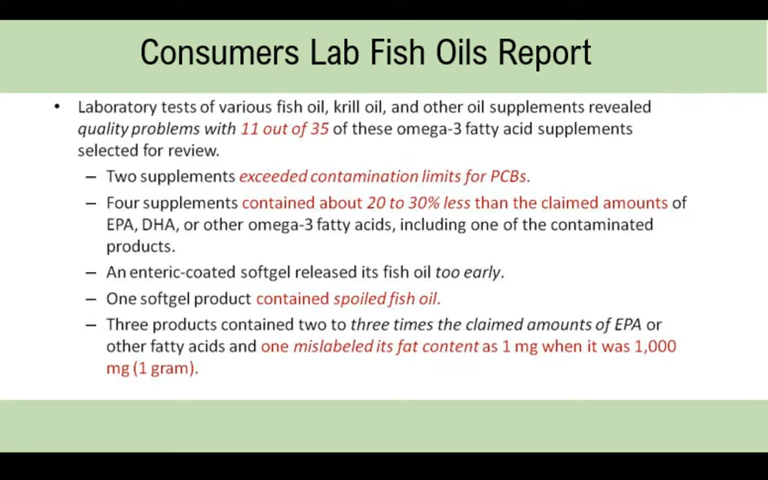 Consumers Lab Fish Oils Report
• Laboratory tests of various fish oil, krill oil, and other oil supplements revealed
quality problems with 11 out of 35 of these omega-3 fatty acid supplements
selected for review.
– Two supplements exceeded contamination limits for PCBs.
– Four supplements contained about 20 to 30% less than the claimed amounts of
EPA, DHA, or other omega-3 fatty acids, including one of the contaminated
products.
– An enteric-coated softgel released its fish oil too early.
– One softgel product contained spoiled fish oil.
– Three products contained two to three times the claimed amounts of EPA or
other fatty acids and one mislabeled its fat content as 1 mg when it was 1,000
mg (1 gram).